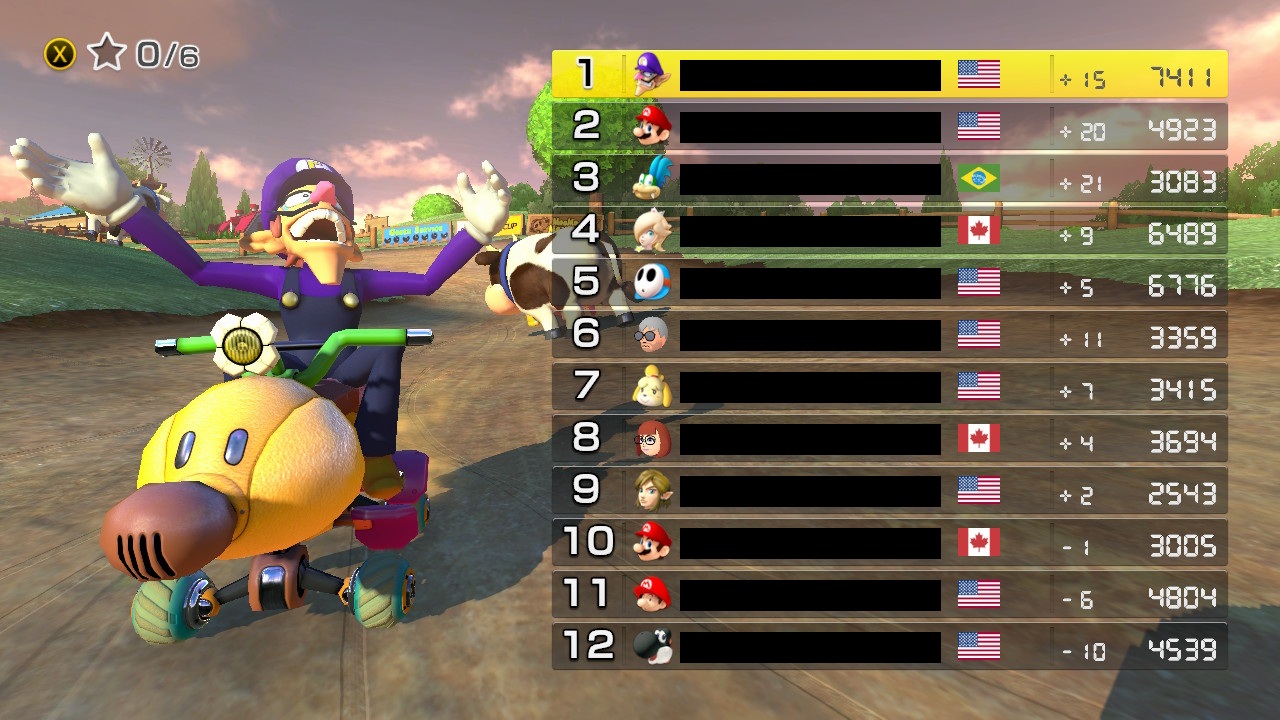 X 0/6
1 + 15 7411
2 + 20 4923
3 + 21 3083
4 + 9 6489
5 + 5 6776
6 + 11 3359
7 + 7 3415
8 + 4 3694
9 + 2 2543
10 - 1 3005
11 - 6 4804
12 - 10 4539
CUP
MooMoo